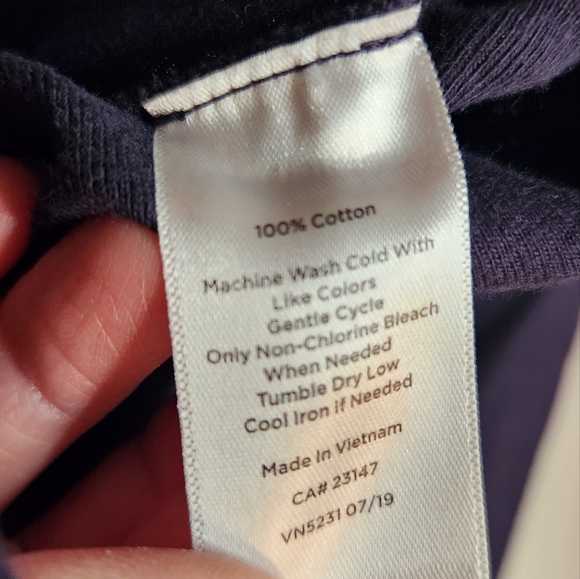 100% Cotton
Machine Wash Cold With
Like Colors
Gentle Cycle
Only Non-Chlorine Bleach
When Needed
Tumble Dry Low
Cool Iron If Needed
Made In Vietnam
CA# 23147
VN5231 07/19